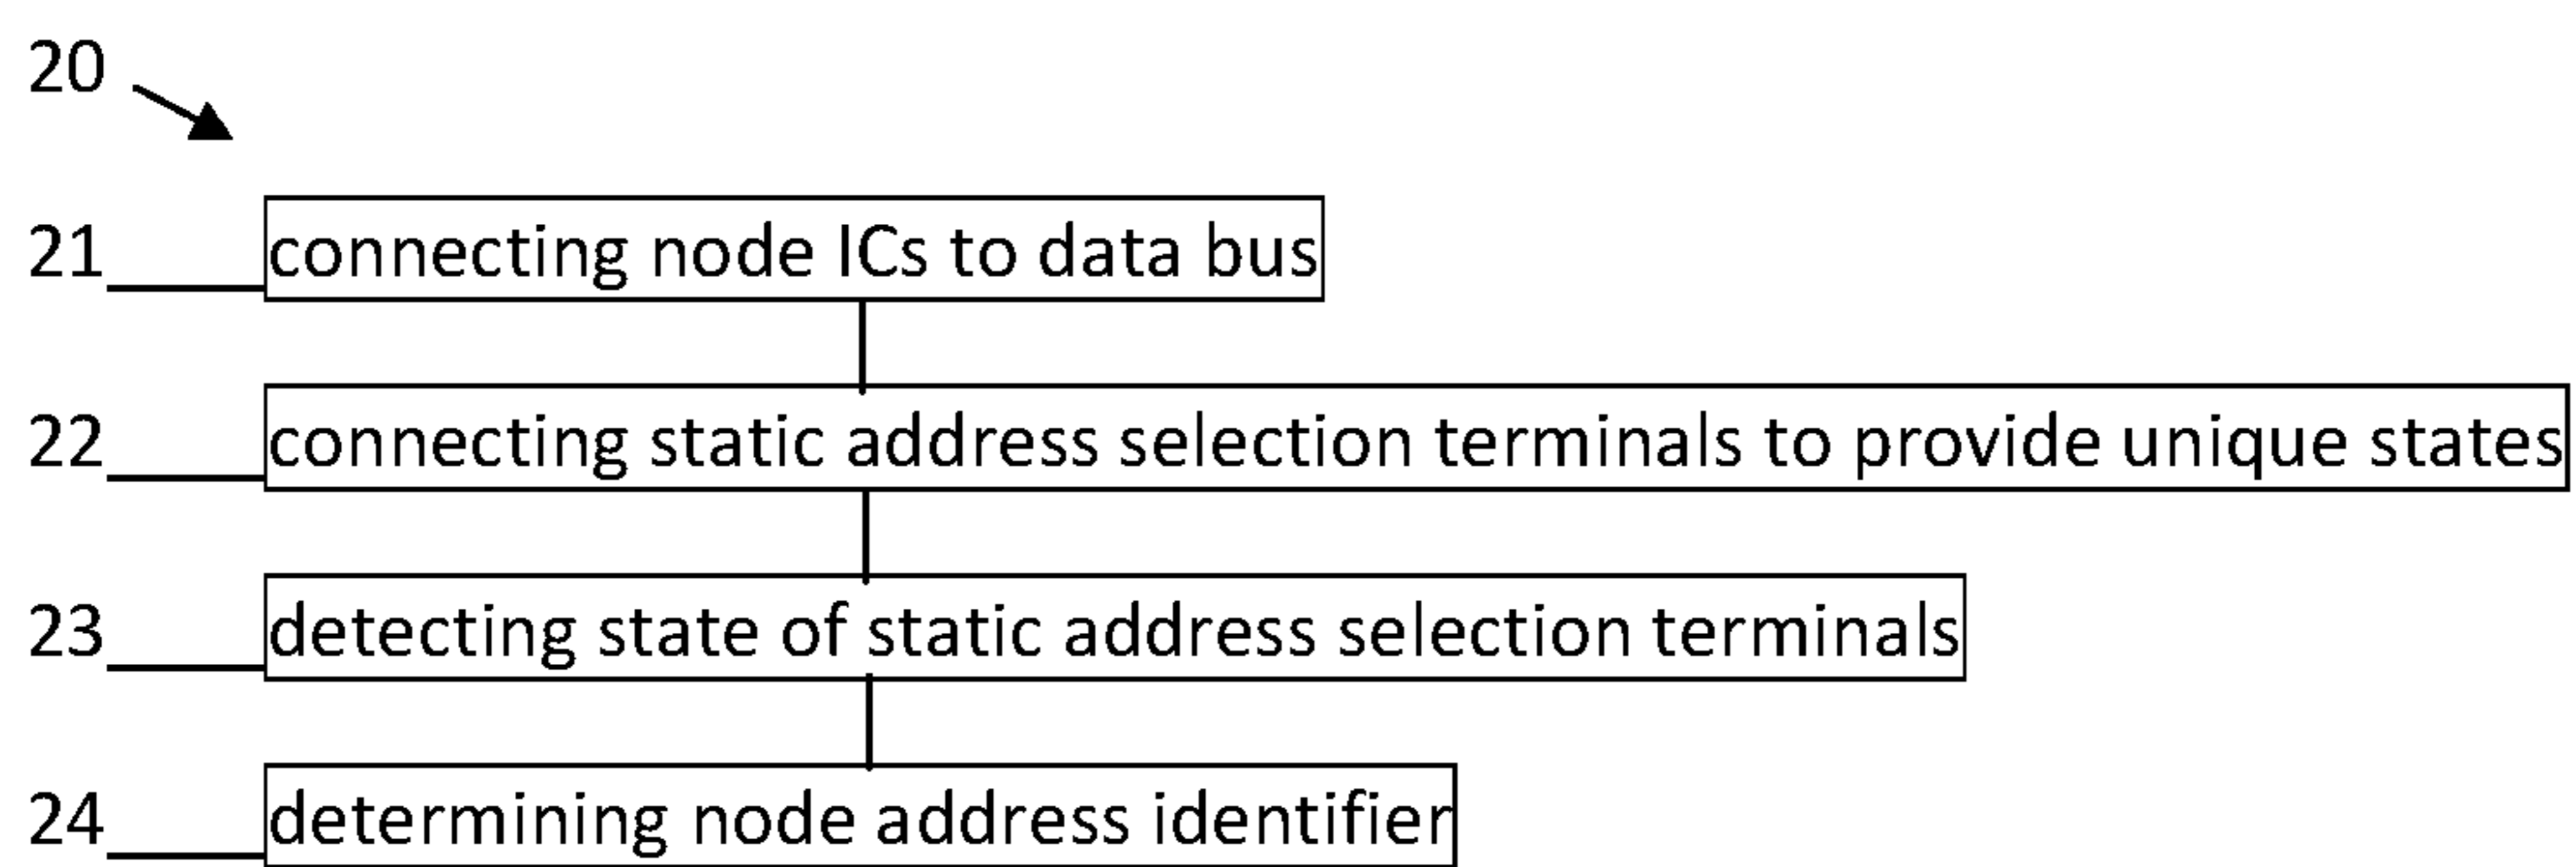 20
21 connecting node ICs to data bus
22 connecting static address selection terminals to provide unique states
23 detecting state of static address selection terminals
24 determining node address identifier